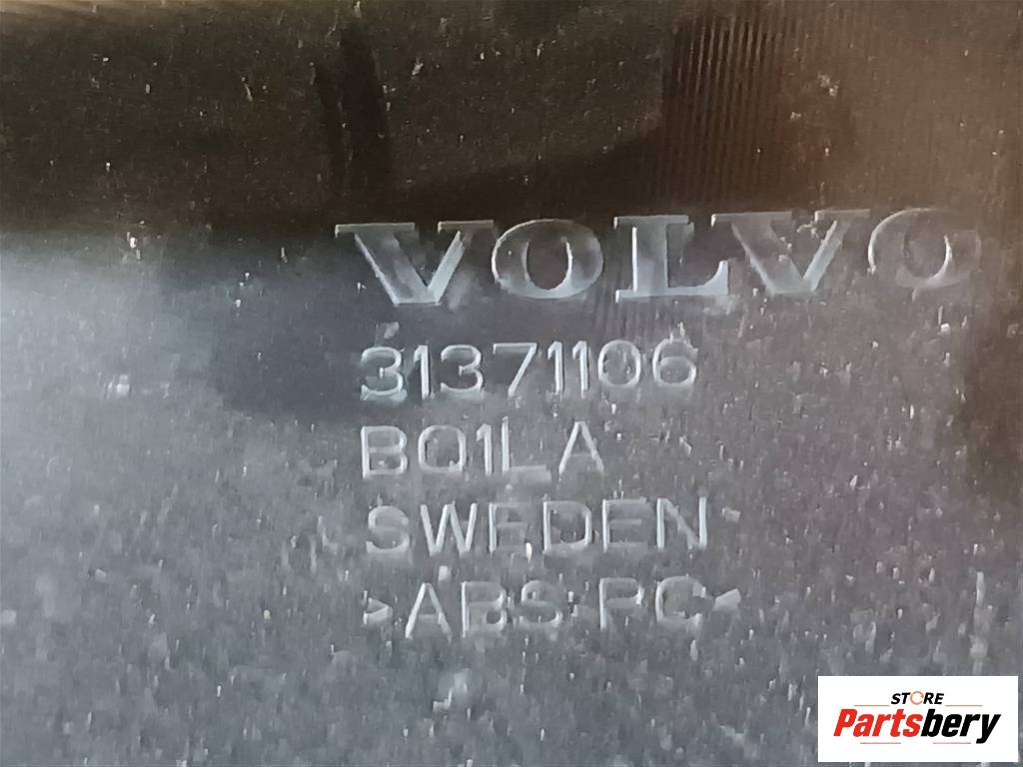 VOLVO
31371106
BQ1LA
SWEDEN
>ABS PC<
STORE
Partsbery